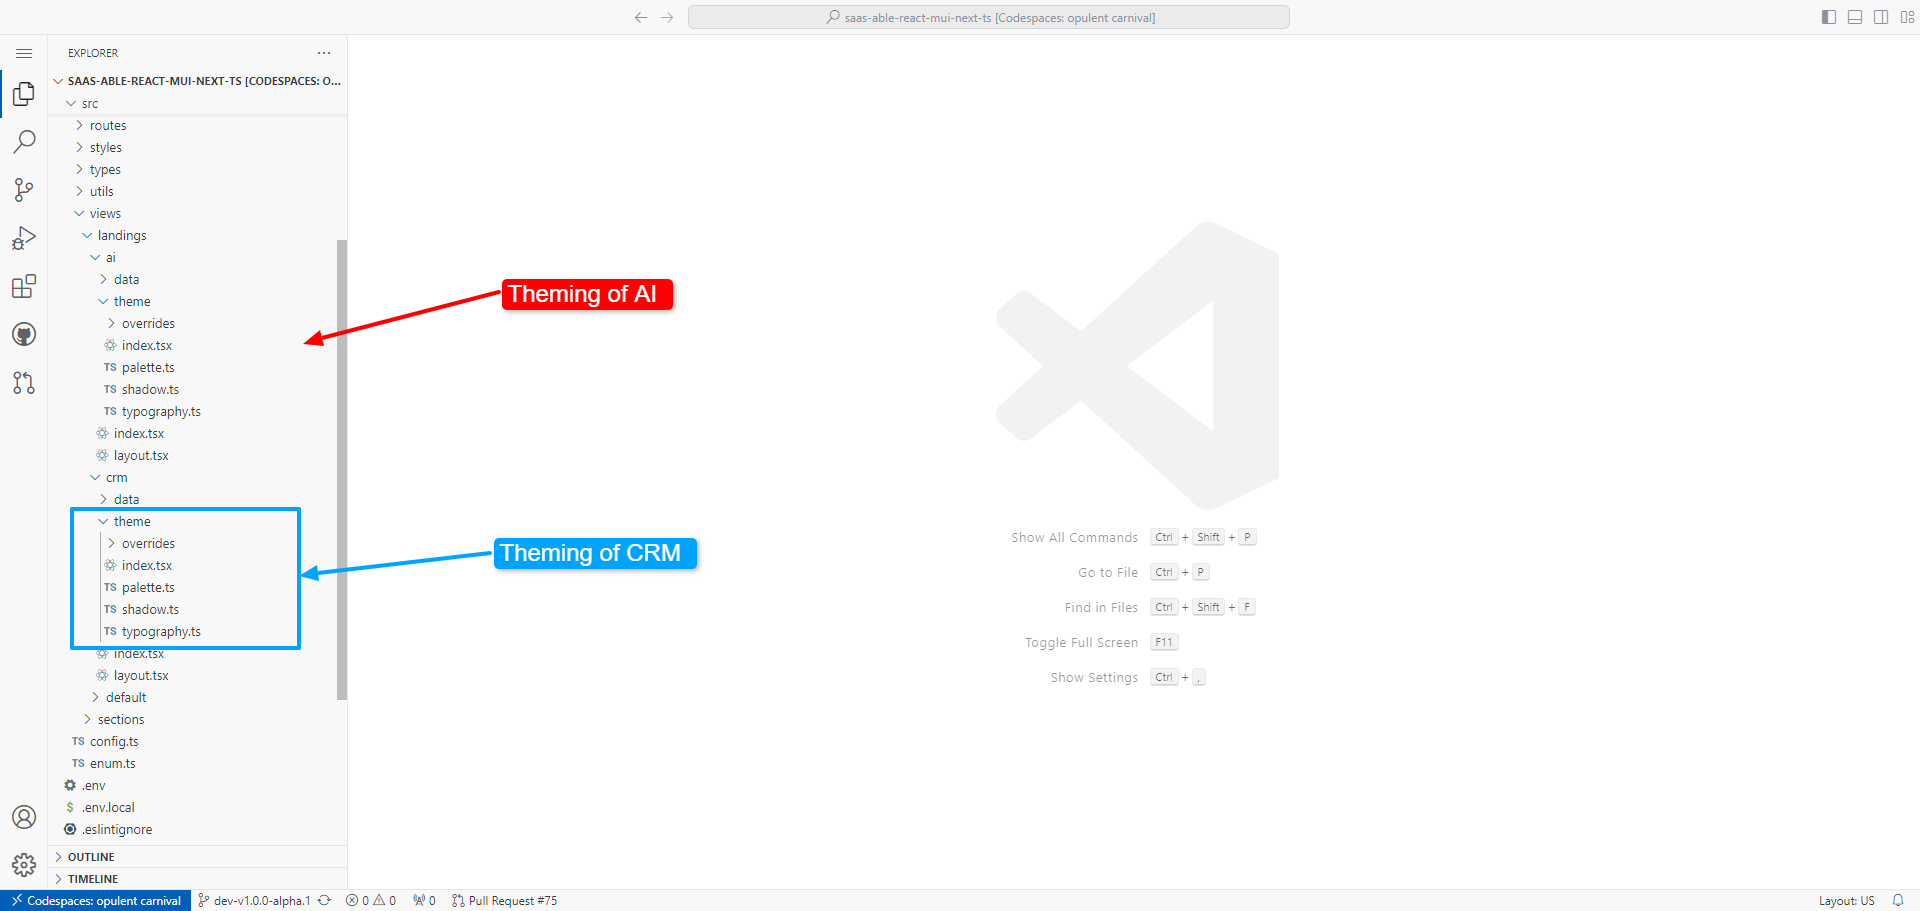 saas-able-react-mui-next-ts [Codespaces: opulent carnival]
EXPLORER
SAAS-ABLE-REACT-MUI-NEXT-TS [CODESPACES: O...
src
routes
styles
types
utils
views
landings
ai
data
theme
overrides
index.tsx
TS palette.ts
TS shadow.ts
TS typography.ts
index.tsx
layout.tsx
crm
data
theme
overrides
index.tsx
TS palette.ts
TS shadow.ts
TS typography.ts
index.tsx
layout.tsx
default
sections
TS config.ts
TS enum.ts
.env
$ .env.local
.eslintignore
OUTLINE
TIMELINE
Theming of AI
Theming of CRM
Show All Commands Ctrl + Shift + P
Go to File Ctrl + P
Find in Files Ctrl + Shift + F
Toggle Full Screen F11
Show Settings Ctrl + ,
Codespaces: opulent carnival dev-v1.0.0-alpha.1 0 0 0 Pull Request #75 Layout: US